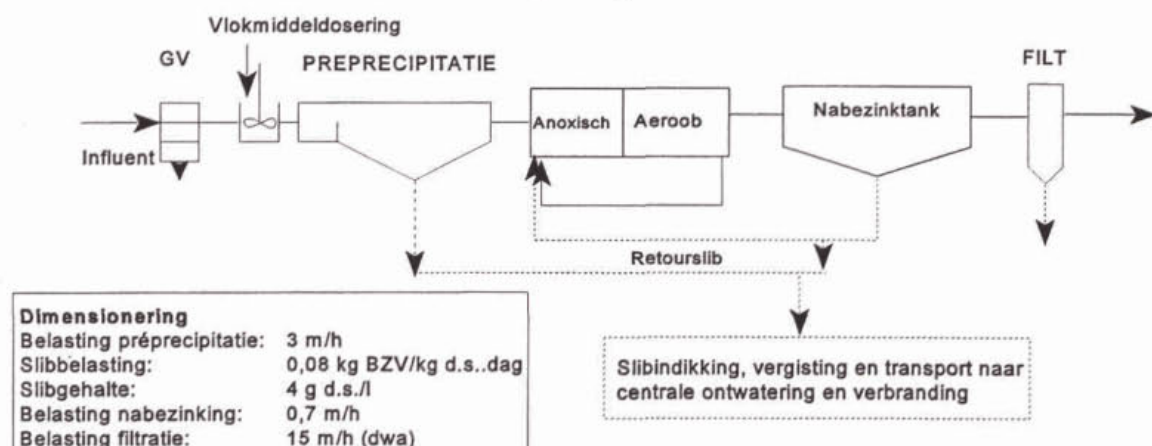 Vlokmiddeldosering
GV
PREPRECIPITATIE
FILT
Influent
Anoxisch
Aeroob
Nabezinktank
Retourslib
Dimensionering
Belasting préprecipitatie: 3 m/h
Slibbelasting: 0,08 kg BZV/kg d.s..dag
Slibgehalte: 4 g d.s./l
Belasting nabezinking: 0,7 m/h
Belasting filtratie: 15 m/h (dwa)
Slibindikking, vergisting en transport naar
centrale ontwatering en verbranding